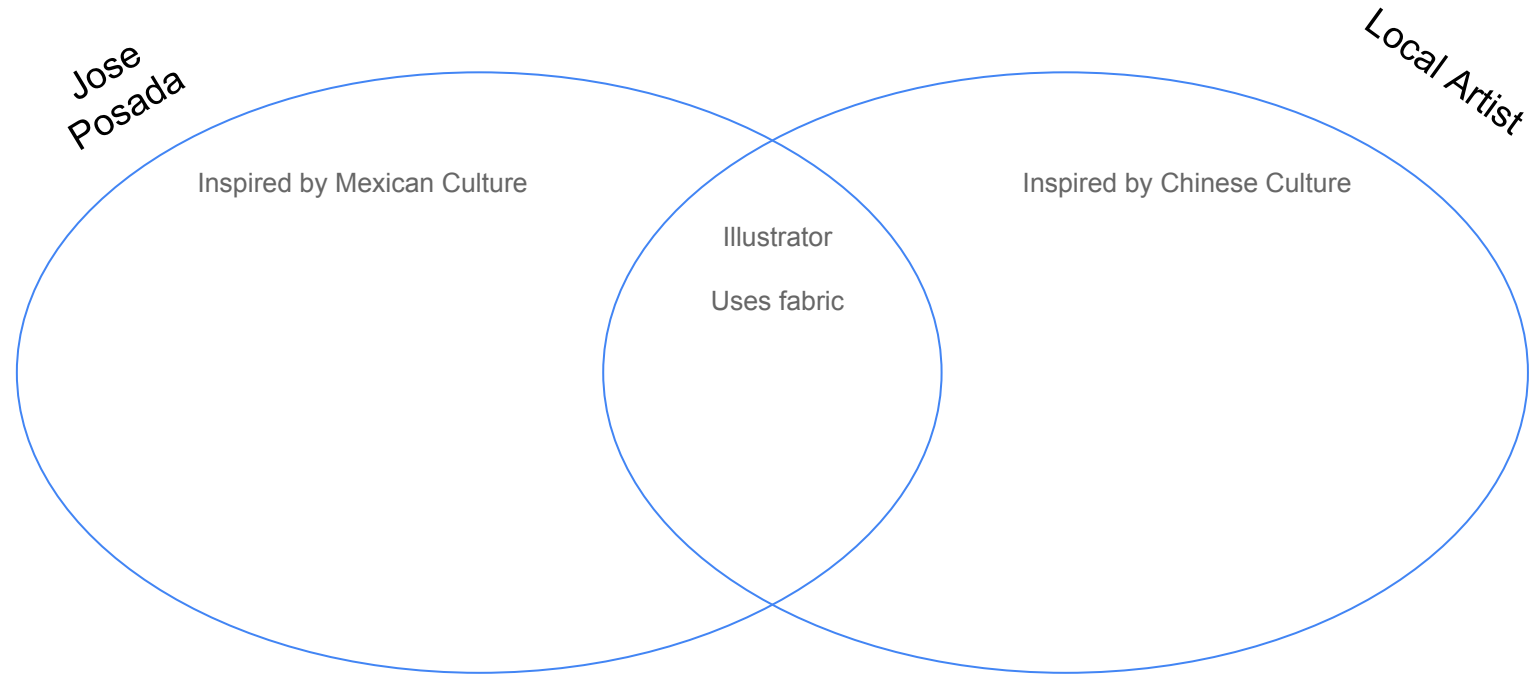 Jose
Posada
Local Artist
Inspired by Mexican Culture
Inspired by Chinese Culture
Illustrator
Uses fabric